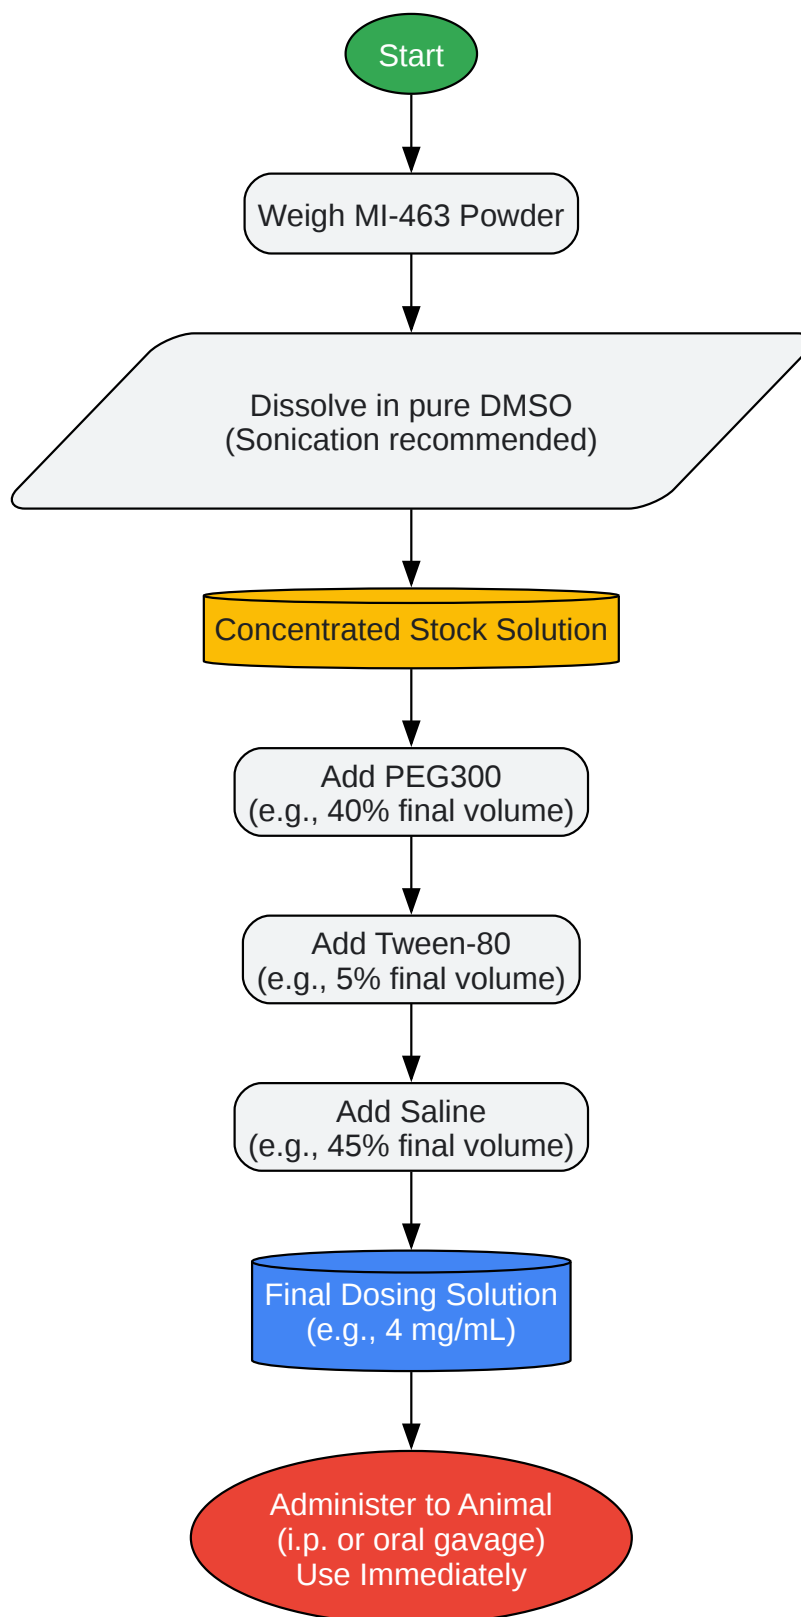 Start
Weigh MI-463 Powder
Dissolve in pure DMSO
(Sonication recommended)
Concentrated Stock Solution
Add PEG300
(e.g., 40% final volume)
Add Tween-80
(e.g., 5% final volume)
Add Saline
(e.g., 45% final volume)
Final Dosing Solution
(e.g., 4 mg/mL)
Administer to Animal
(i.p. or oral gavage)
Use Immediately